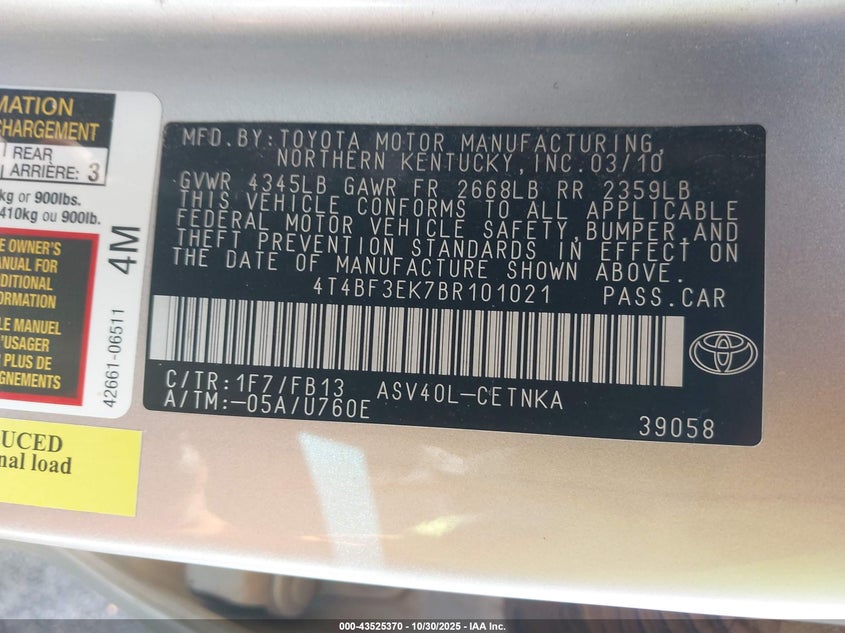 MATION
CHARGEMENT
REAR
ARRIÈRE: 3
kg or 900lbs.
410kg ou 900lb.
E OWNER'S
ANUAL FOR
DDITIONAL
ORMATION
LE MANUEL
'USAGER
PLUS DE
GNEMENTS
4M
42661-06511
UCED
nal load
MFD.BY:TOYOTA MOTOR MANUFACTURING,
NORTHERN KENTUCKY, INC.03/10
GVWR 4345LB GAWR FR 2668LB RR 2359LB
THIS VEHICLE CONFORMS TO ALL APPLICABLE
FEDERAL MOTOR VEHICLE SAFETY,BUMPER,AND
THEFT PREVENTION STANDARDS IN EFFECT ON
THE DATE OF MANUFACTURE SHOWN ABOVE.
4T4BF3EK7BR101021 PASS.CAR
C/TR:1F7/FB13 ASV40L-CETNKA
A/TM:-05A/U760E
39058
000-43525370 - 10/30/2025 - IAA Inc.